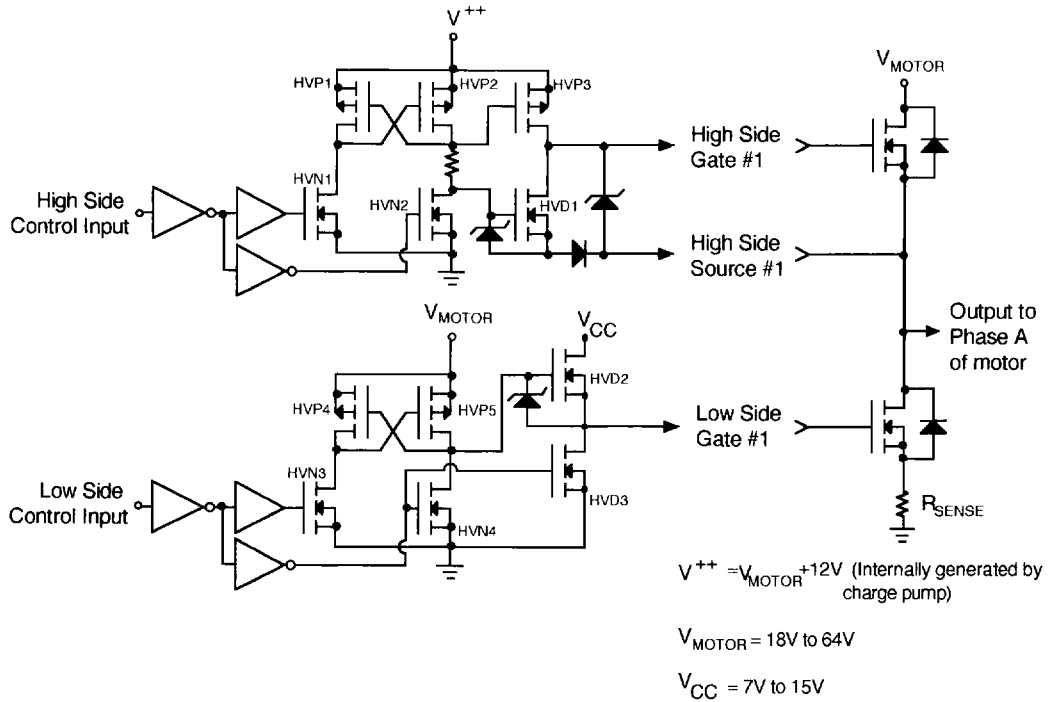 V++
HVP1
HVP2
HVP3
VMOTOR
High Side
Gate #1
HVN1
HVN2
HVD1
High Side
Control Input
High Side
Source #1
Output to
Phase A
of motor
VMOTOR
VCC
HVP4
HVP5
HVD2
Low Side
Gate #1
HVN3
HVN4
HVD3
Low Side
Control Input
RSENSE
V++ =VMOTOR+12V (Internally generated by
charge pump)
VMOTOR = 18V to 64V
VCC = 7V to 15V